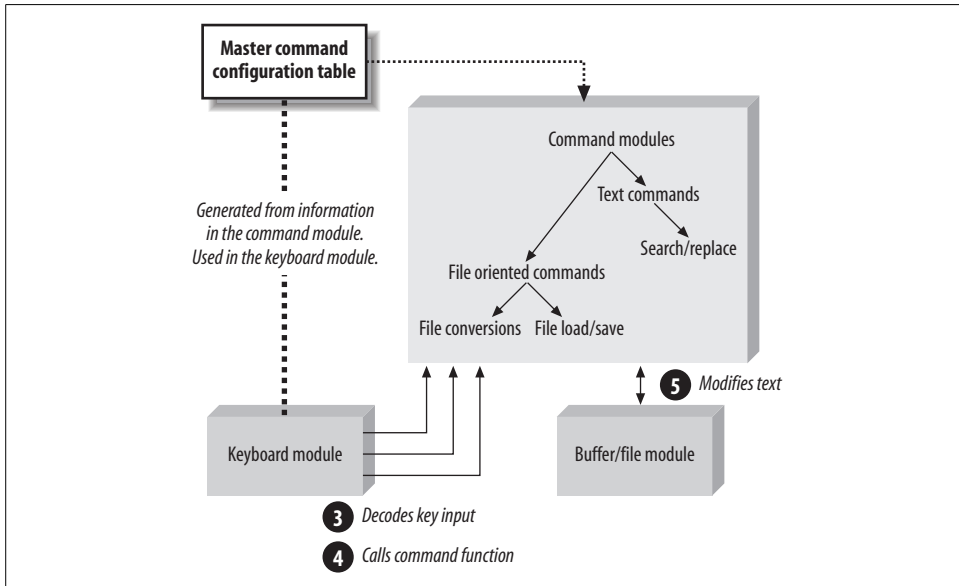 Master command
configuration table
Command modules
Text commands
Generated from information
in the command module.
Used in the keyboard module.
Search/replace
File oriented commands
File conversions
File load/save
5 Modifies text
Keyboard module
Buffer/file module
3 Decodes key input
4 Calls command function